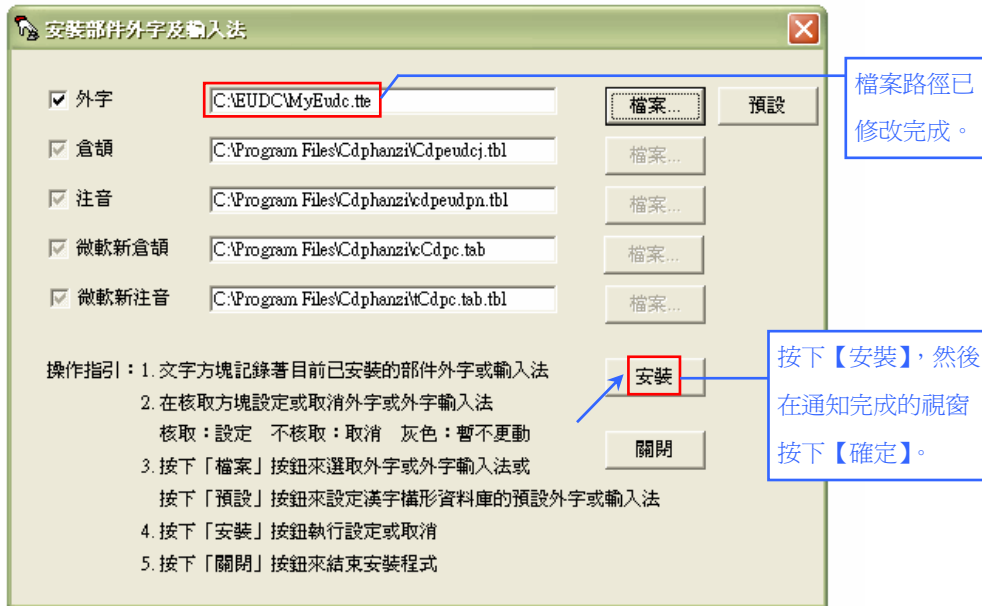 安裝部件外字及輸入法
外字 C:\EUDC\MyEudc.tte 檔案... 預設
檔案路徑已
修改完成。
倉頡 C:\Program Files\Cdphanzi\Cdpeudcj.tbl 檔案...
注音 C:\Program Files\Cdphanzi\cdpeudpn.tbl 檔案...
微軟新倉頡 C:\Program Files\Cdphanzi\cCdpc.tab 檔案...
微軟新注音 C:\Program Files\Cdphanzi\tCdpc.tab.tbl 檔案...
操作指引：1. 文字方塊記錄著目前已安裝的部件外字或輸入法
2. 在核取方塊設定或取消外字或外字輸入法
核取：設定 不核取：取消 灰色：暫不更動
3. 按下「檔案」按鈕來選取外字或外字輸入法或
按下「預設」按鈕來設定漢字構形資料庫的預設外字或輸入法
4. 按下「安裝」按鈕執行設定或取消
5. 按下「關閉」按鈕來結束安裝程式
安裝
關閉
按下【安裝】，然後
在通知完成的視窗
按下【確定】。